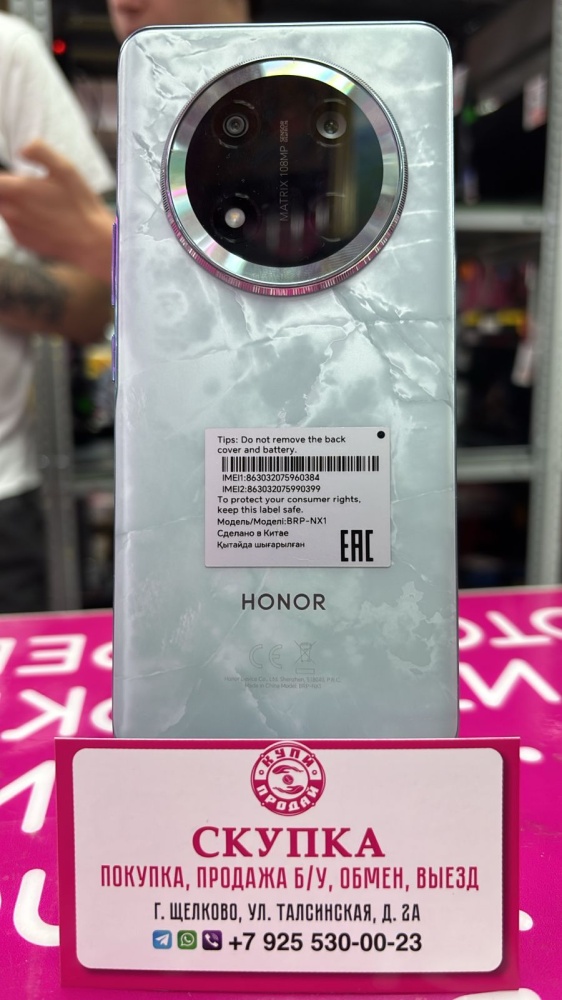 MATRIX 108MP
Tips: Do not remove the back
cover and battery.
IMEI1:863032075960384
IMEI2:863032075990399
To protect your consumer rights,
keep this label safe.
Модель/Моделі:BRP-NX1
Сделано в Китае
Қытайда шығарылған
EAC
HONOR
CE
КУПИ
ПРОДАЙ
СКУПКА
ПОКУПКА, ПРОДАЖА Б/У, ОБМЕН, ВЫЕЗД
Г. ЩЕЛКОВО, УЛ. ТАЛСИНСКАЯ, Д. 2А
+7 925 530-00-23